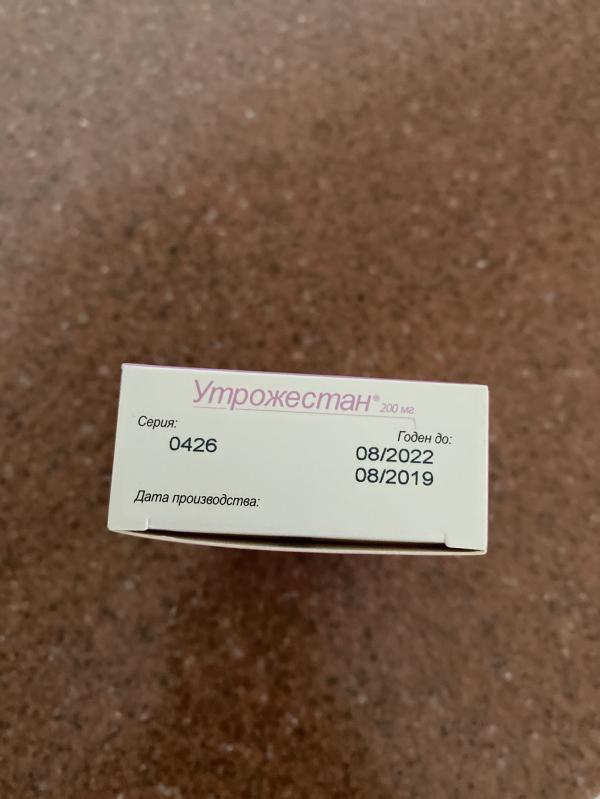 Утрожестан® 200 мг
Серия:
0426
Годен до:
08/2022
08/2019
Дата производства: